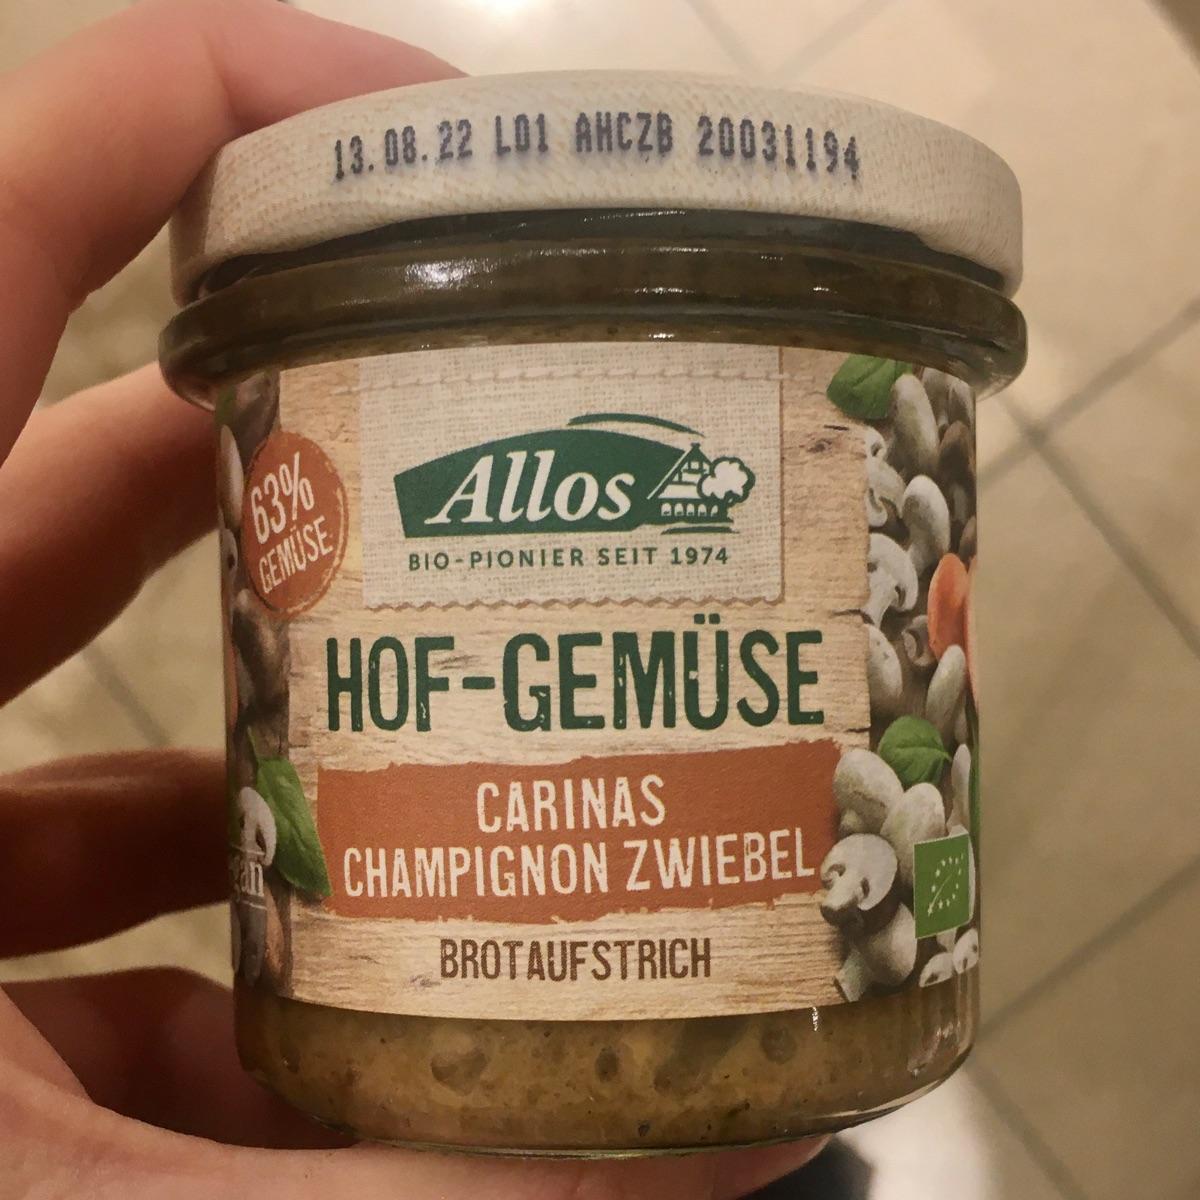 13.08.22 L01 AHCZB 20031194
Allos
BIO-PIONIER SEIT 1974
63%
GEMÜSE
HOF-GEMÜSE
CARINAS
CHAMPIGNON ZWIEBEL
BROTAUFSTRICH